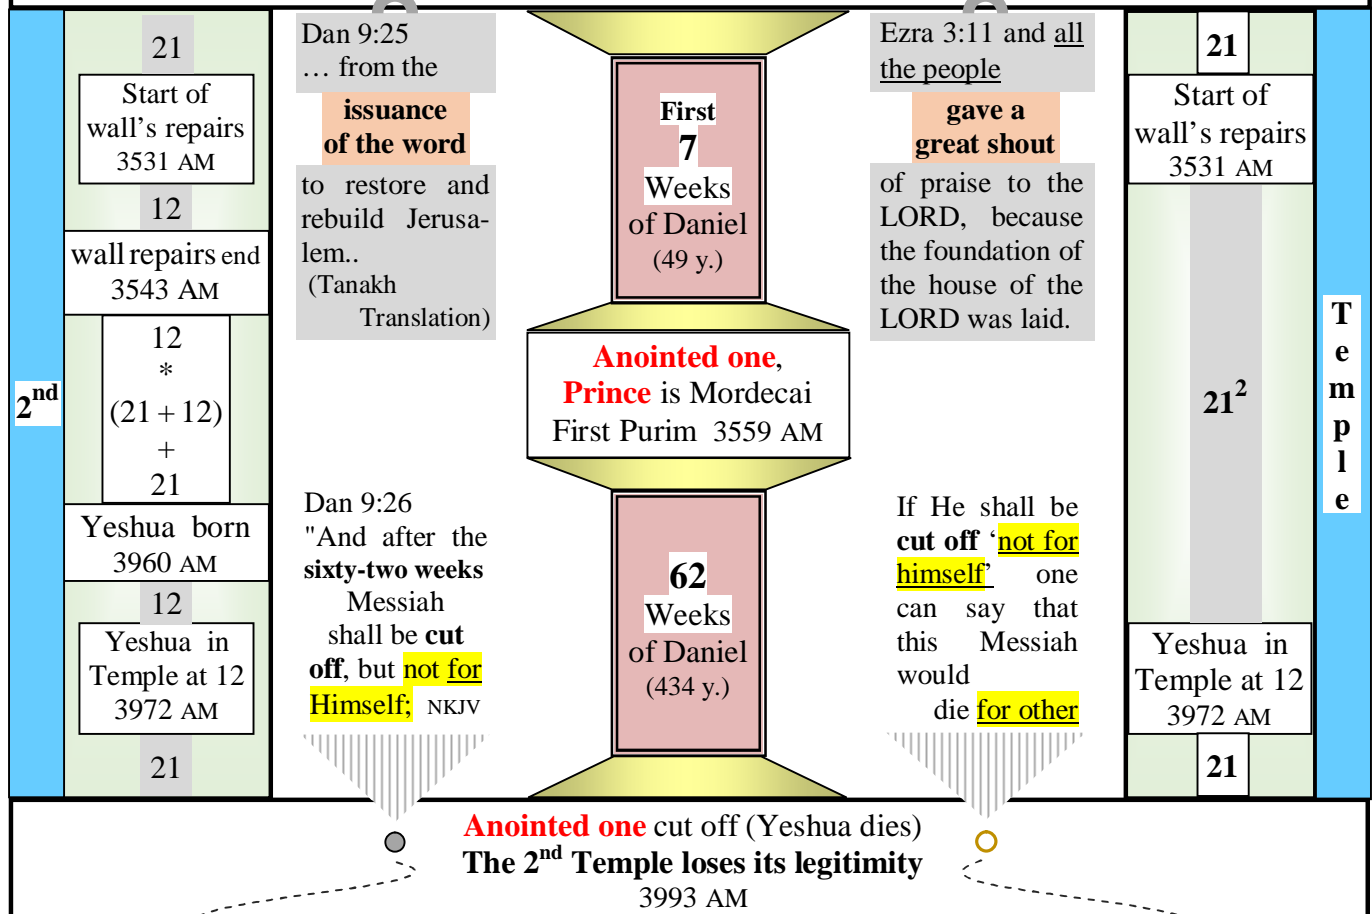 2nd
21
Start of
wall's repairs
3531 AM
12
wall repairs end
3543 AM
12
*
(21 + 12)
+
21
Yeshua born
3960 AM
12
Yeshua in
Temple at 12
3972 AM
21
Dan 9:25
… from the
issuance
of the word
to restore and
rebuild Jerusa-
lem..
(Tanakh
Translation)
Dan 9:26
"And after the
sixty-two weeks
Messiah
shall be cut
off, but not for
Himself; NKJV
First
7
Weeks
of Daniel
(49 y.)
Anointed one,
Prince is Mordecai
First Purim 3559 AM
62
Weeks
of Daniel
(434 y.)
Ezra 3:11 and all
the people
gave a
great shout
of praise to the
LORD, because
the foundation of
the house of the
LORD was laid.
If He shall be
cut off 'not for
himself' one
can say that
this Messiah
would
die for other
21
Start of
wall's repairs
3531 AM
21²
Yeshua in
Temple at 12
3972 AM
21
T
e
m
p
l
e
Anointed one cut off (Yeshua dies)
The 2nd Temple loses its legitimity
3993 AM